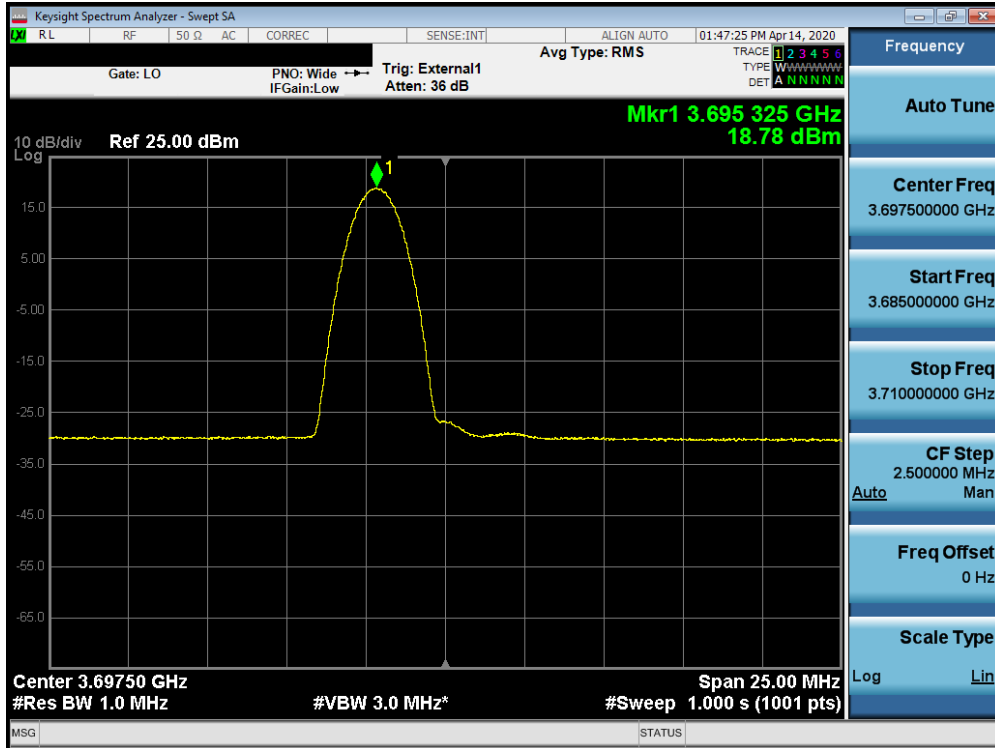 Keysight Spectrum Analyzer - Swept SA
LXI RL RF 50 Ω AC CORREC SENSE:INT ALIGN AUTO 01:47:25 PM Apr 14, 2020
Gate: LO
PNO: Wide
IFGain:Low
Trig: External1
Atten: 36 dB
Avg Type: RMS
TRACE 1 2 3 4 5 6
TYPE WWWWWW
DET A N N N N N
Mkr1 3.695 325 GHz
18.78 dBm
10 dB/div
Log
Ref 25.00 dBm
1
15.0
5.00
-5.00
-15.0
-25.0
-35.0
-45.0
-55.0
-65.0
Center 3.69750 GHz
#Res BW 1.0 MHz
#VBW 3.0 MHz*
Span 25.00 MHz
#Sweep 1.000 s (1001 pts)
MSG
STATUS
Frequency
Auto Tune
Center Freq
3.697500000 GHz
Start Freq
3.685000000 GHz
Stop Freq
3.710000000 GHz
CF Step
2.500000 MHz
Auto Man
Freq Offset
0 Hz
Scale Type
Log Lin